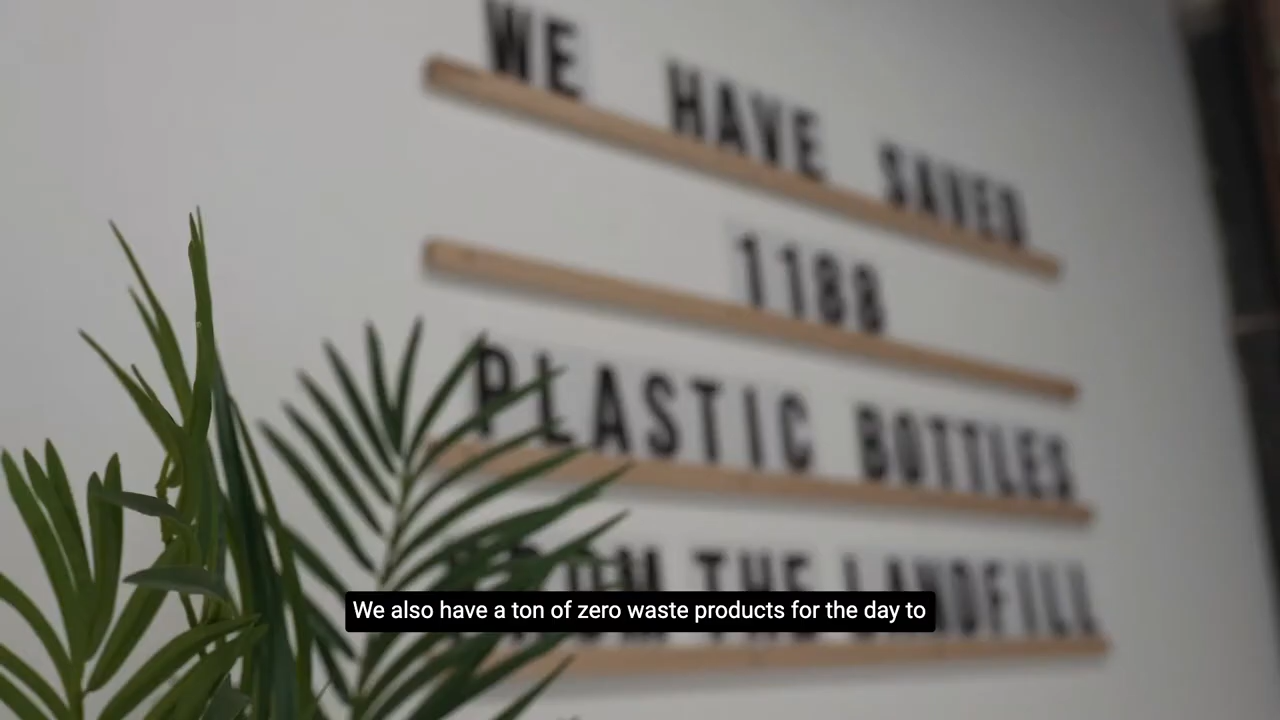 WE HAVE SAVED
1188
PLASTIC BOTTLES
FROM THE LANDFILL
We also have a ton of zero waste products for the day to